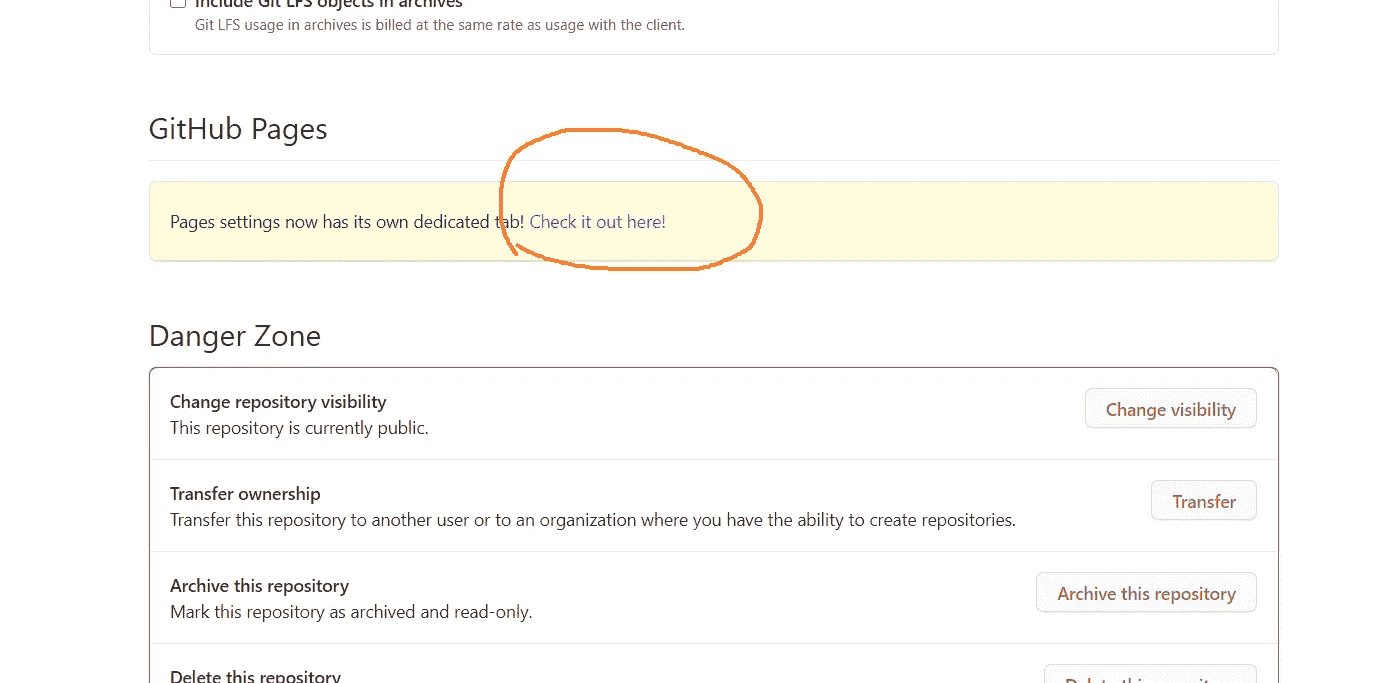 Include Git LFS objects in archives
Git LFS usage in archives is billed at the same rate as usage with the client.
GitHub Pages
Pages settings now has its own dedicated tab! Check it out here!
Danger Zone
Change repository visibility
This repository is currently public.
Change visibility
Transfer ownership
Transfer this repository to another user or to an organization where you have the ability to create repositories.
Transfer
Archive this repository
Mark this repository as archived and read-only.
Archive this repository
Delete this repository
Delete this repository